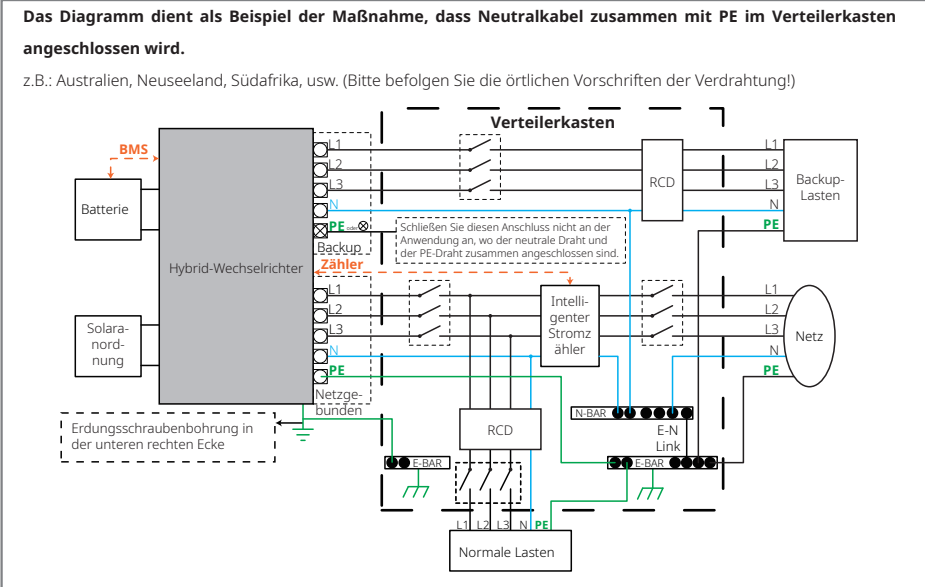 Das Diagramm dient als Beispiel der Maßnahme, dass Neutralkabel zusammen mit PE im Verteilerkasten
angeschlossen wird.
z.B.: Australien, Neuseeland, Südafrika, usw. (Bitte befolgen Sie die örtlichen Vorschriften der Verdrahtung!)
Verteilerkasten
BMS
Batterie
Hybrid-Wechselrichter
Solara-
nord-
nung
L1
L2
L3
N
PE oder
Backup
Schließen Sie diesen Anschluss nicht an der
Anwendung an, wo der neutrale Draht und
der PE-Draht zusammen angeschlossen sind.
RCD
L1
L2
L3
N
PE
Backup-
Lasten
Zähler
L1
L2
L3
N
PE
Netzge-
bunden
Intelli-
genter
Stromz
ähler
L1
L2
L3
N
PE
Netz
Erdungsschraubenbohrung in
der unteren rechten Ecke
RCD
N-BAR
E-N
Link
E-BAR
E-BAR
L1 L2 L3 N PE
Normale Lasten